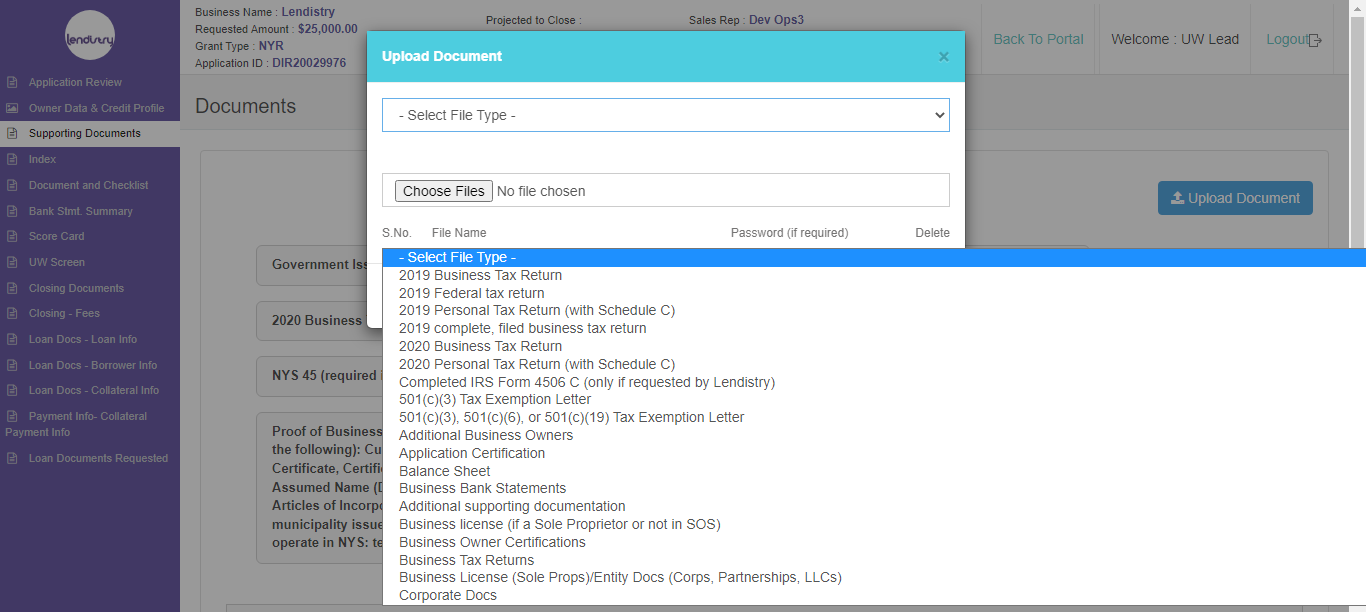 lendistry
Application Review
Owner Data & Credit Profile
Supporting Documents
Index
Document and Checklist
Bank Stmt. Summary
Score Card
UW Screen
Closing Documents
Closing - Fees
Loan Docs - Loan Info
Loan Docs - Borrower Info
Loan Docs - Collateral Info
Payment Info- Collateral
Payment Info
Loan Documents Requested
Business Name : Lendistry
Requested Amount : $25,000.00
Grant Type : NYR
Application ID : DIR20029976
Projected to Close :
Sales Rep : Dev Ops3
Back To Portal
Welcome : UW Lead
Logout
Documents
Upload Document
Government Iss
2020 Business
NYS 45 (required i
Proof of Business
the following): Cu
Certificate, Certifi
Assumed Name (D
Articles of Incorpo
municipality issue
operate in NYS: te
Upload Document
×
- Select File Type -
Choose Files No file chosen
S.No. File Name Password (if required) Delete
- Select File Type -
2019 Business Tax Return
2019 Federal tax return
2019 Personal Tax Return (with Schedule C)
2019 complete, filed business tax return
2020 Business Tax Return
2020 Personal Tax Return (with Schedule C)
Completed IRS Form 4506 C (only if requested by Lendistry)
501(c)(3) Tax Exemption Letter
501(c)(3), 501(c)(6), or 501(c)(19) Tax Exemption Letter
Additional Business Owners
Application Certification
Balance Sheet
Business Bank Statements
Additional supporting documentation
Business license (if a Sole Proprietor or not in SOS)
Business Owner Certifications
Business Tax Returns
Business License (Sole Props)/Entity Docs (Corps, Partnerships, LLCs)
Corporate Docs